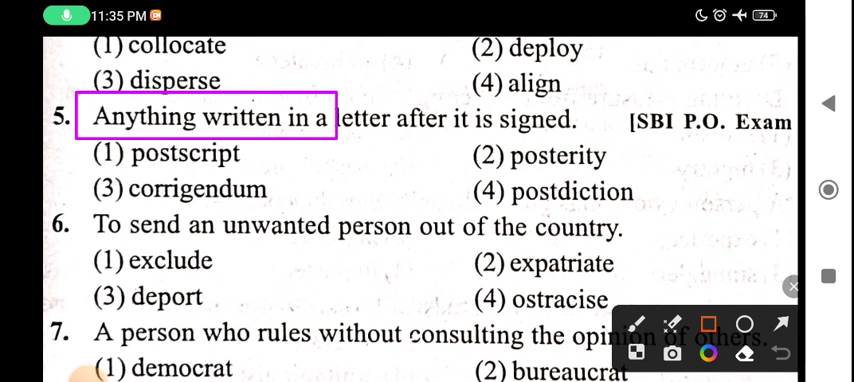 11:35 PM
74
(1) collocate (2) deploy
(3) disperse (4) align
5. Anything written in a letter after it is signed. [SBI P.O. Exam
(1) postscript (2) posterity
(3) corrigendum (4) postdiction
6. To send an unwanted person out of the country.
(1) exclude (2) expatriate
(3) deport (4) ostracise
7. A person who rules without consulting the opinion of others.
(1) democrat (2) bureaucrat